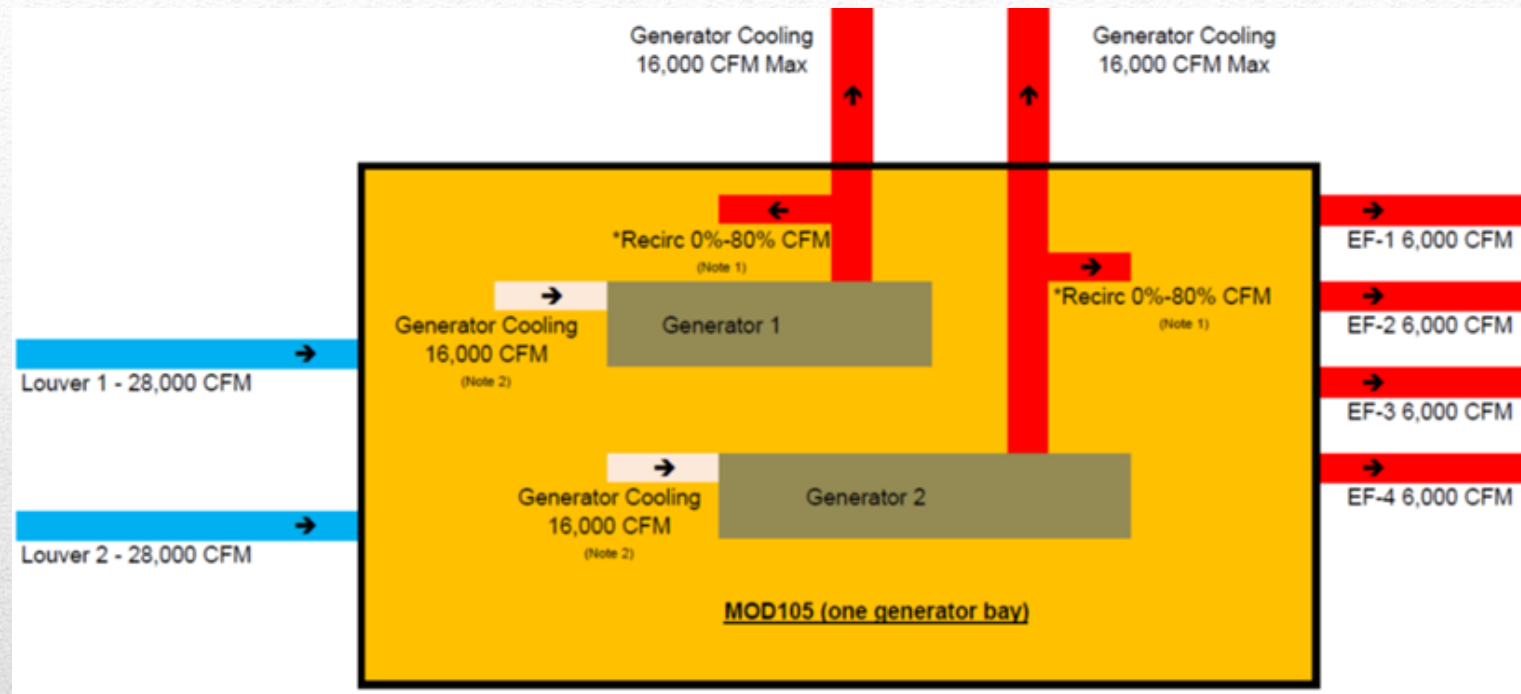 Generator Cooling
16,000 CFM Max
Generator Cooling
16,000 CFM Max
*Recirc 0%-80% CFM
(Note 1)
EF-1 6,000 CFM
Generator Cooling
16,000 CFM
(Note 2)
Generator 1
*Recirc 0%-80% CFM
(Note 1)
EF-2 6,000 CFM
Louver 1 - 28,000 CFM
EF-3 6,000 CFM
Generator Cooling
16,000 CFM
(Note 2)
Generator 2
EF-4 6,000 CFM
Louver 2 - 28,000 CFM
MOD105 (one generator bay)